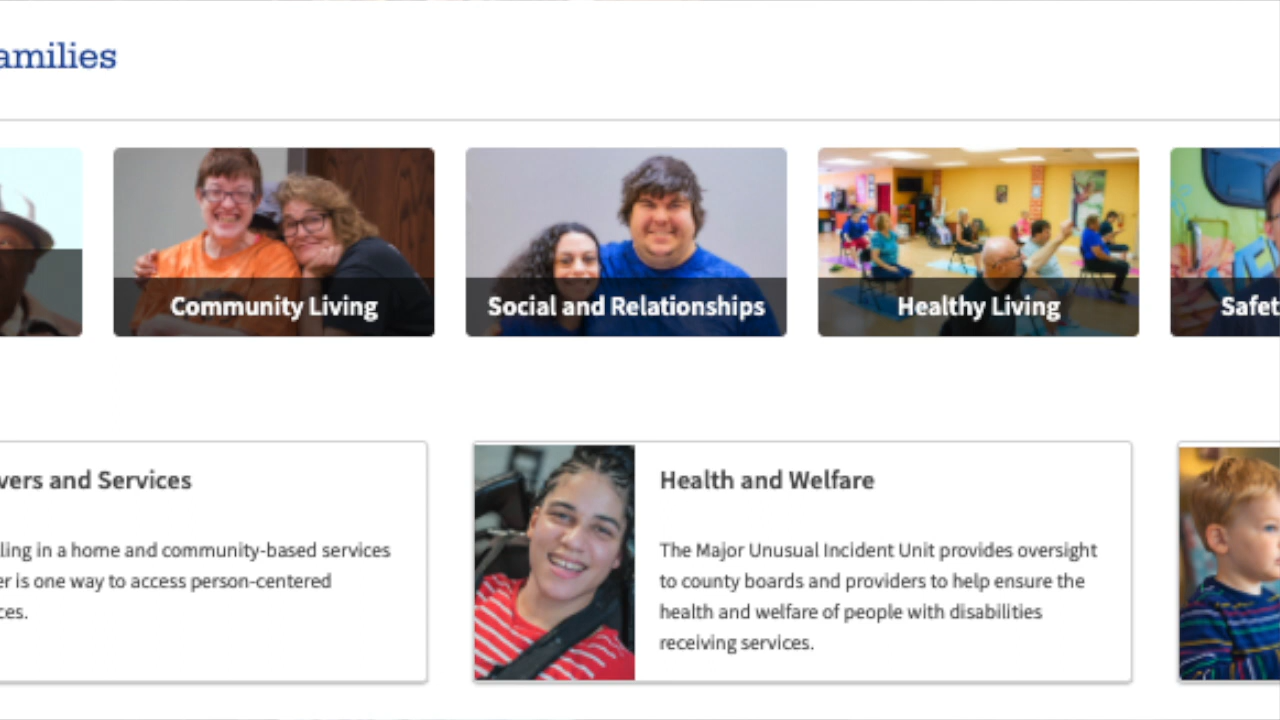 amilies
Community Living
Social and Relationships
Healthy Living
Safet
vers and Services
ling in a home and community-based services
er is one way to access person-centered
ces.
Health and Welfare
The Major Unusual Incident Unit provides oversight
to county boards and providers to help ensure the
health and welfare of people with disabilities
receiving services.